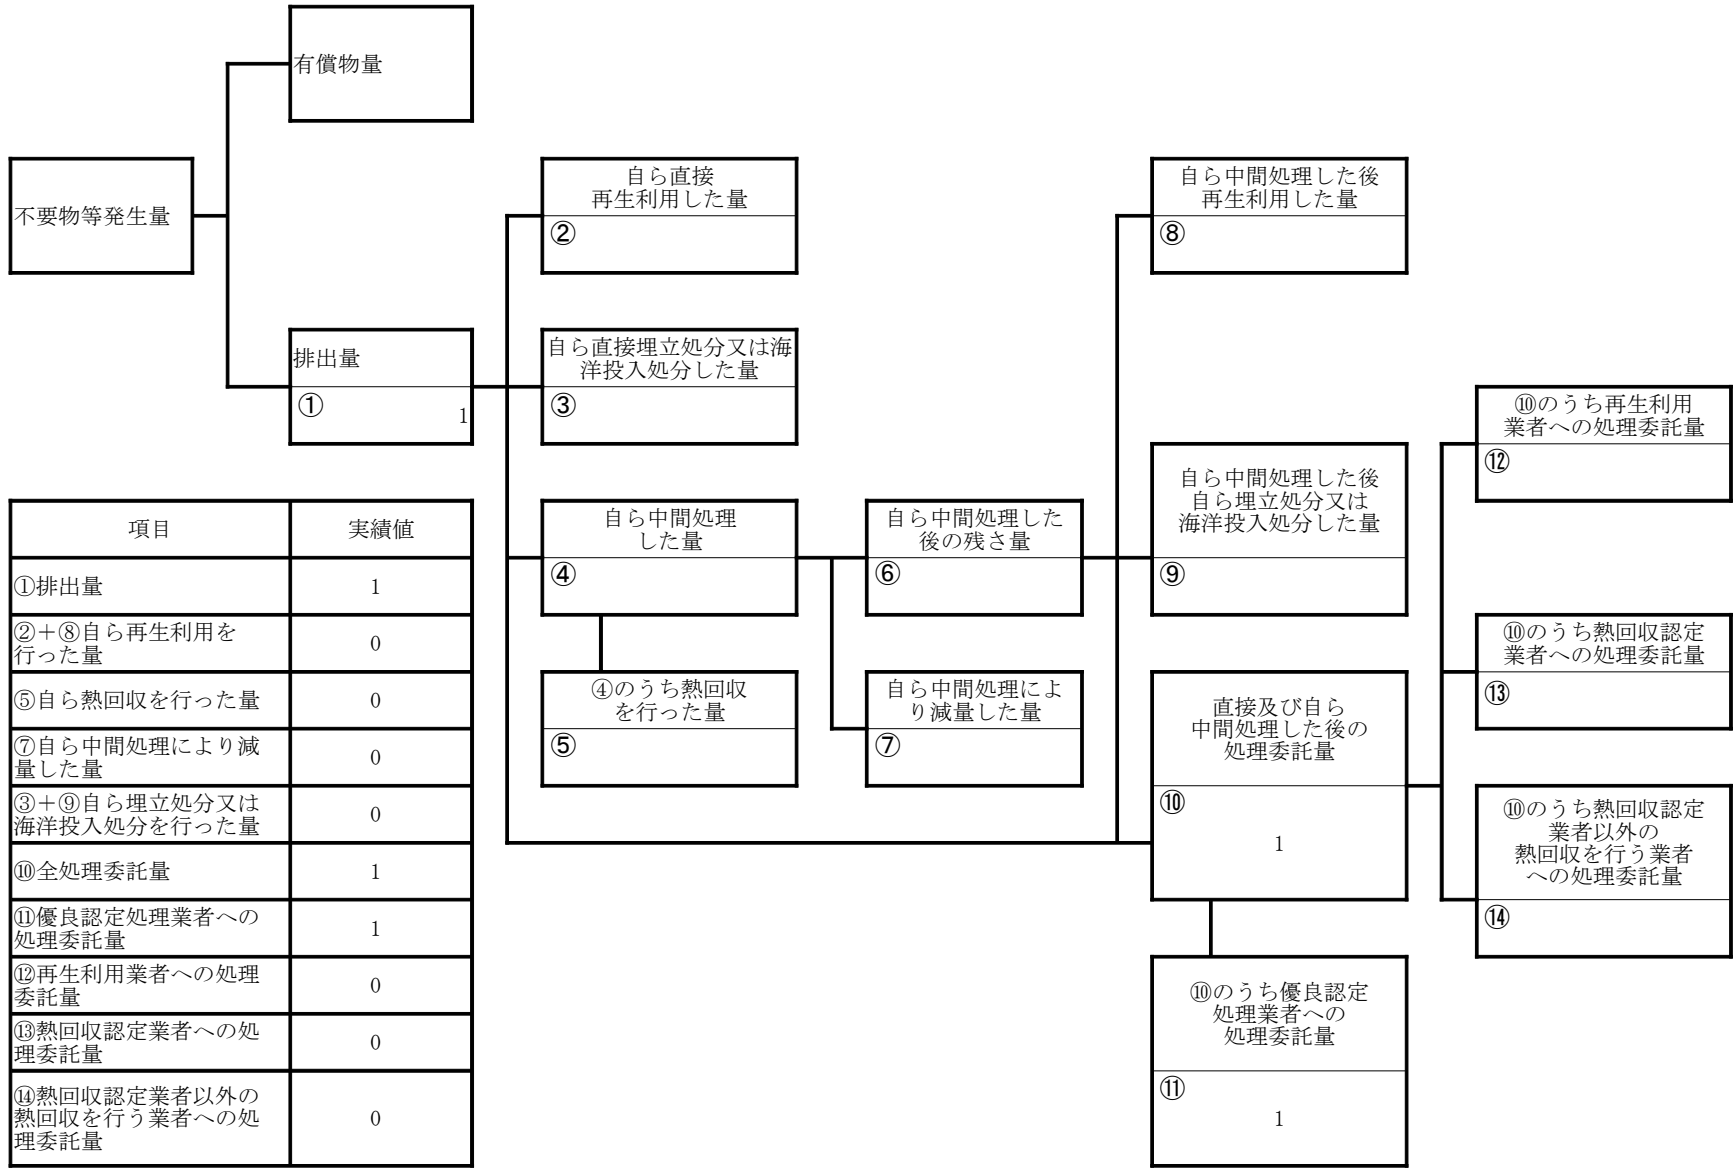 有償物量
不要物等発生量
自ら直接
再生利用した量
②
自ら中間処理した後
再生利用した量
⑧
排出量
①
1
自ら直接埋立処分又は海
洋投入処分した量
③
⑩のうち再生利用
業者への処理委託量
⑫
自ら中間処理
した量
④
自ら中間処理した
後の残さ量
⑥
自ら中間処理した後
自ら埋立処分又は
海洋投入処分した量
⑨
⑩のうち熱回収認定
業者への処理委託量
⑬
④のうち熱回収
を行った量
⑤
自ら中間処理によ
り減量した量
⑦
直接及び自ら
中間処理した後の
処理委託量
⑩
1
⑩のうち熱回収認定
業者以外の
熱回収を行う業者
への処理委託量
⑭
⑩のうち優良認定
処理業者への
処理委託量
⑪
1
項目 実績値
①排出量 1
②＋⑧自ら再生利用を
行った量 0
⑤自ら熱回収を行った量 0
⑦自ら中間処理により減
量した量 0
③＋⑨自ら埋立処分又は
海洋投入処分を行った量 0
⑩全処理委託量 1
⑪優良認定処理業者への
処理委託量 1
⑫再生利用業者への処理
委託量 0
⑬熱回収認定業者への処
理委託量 0
⑭熱回収認定業者以外の
熱回収を行う業者への処
理委託量 0